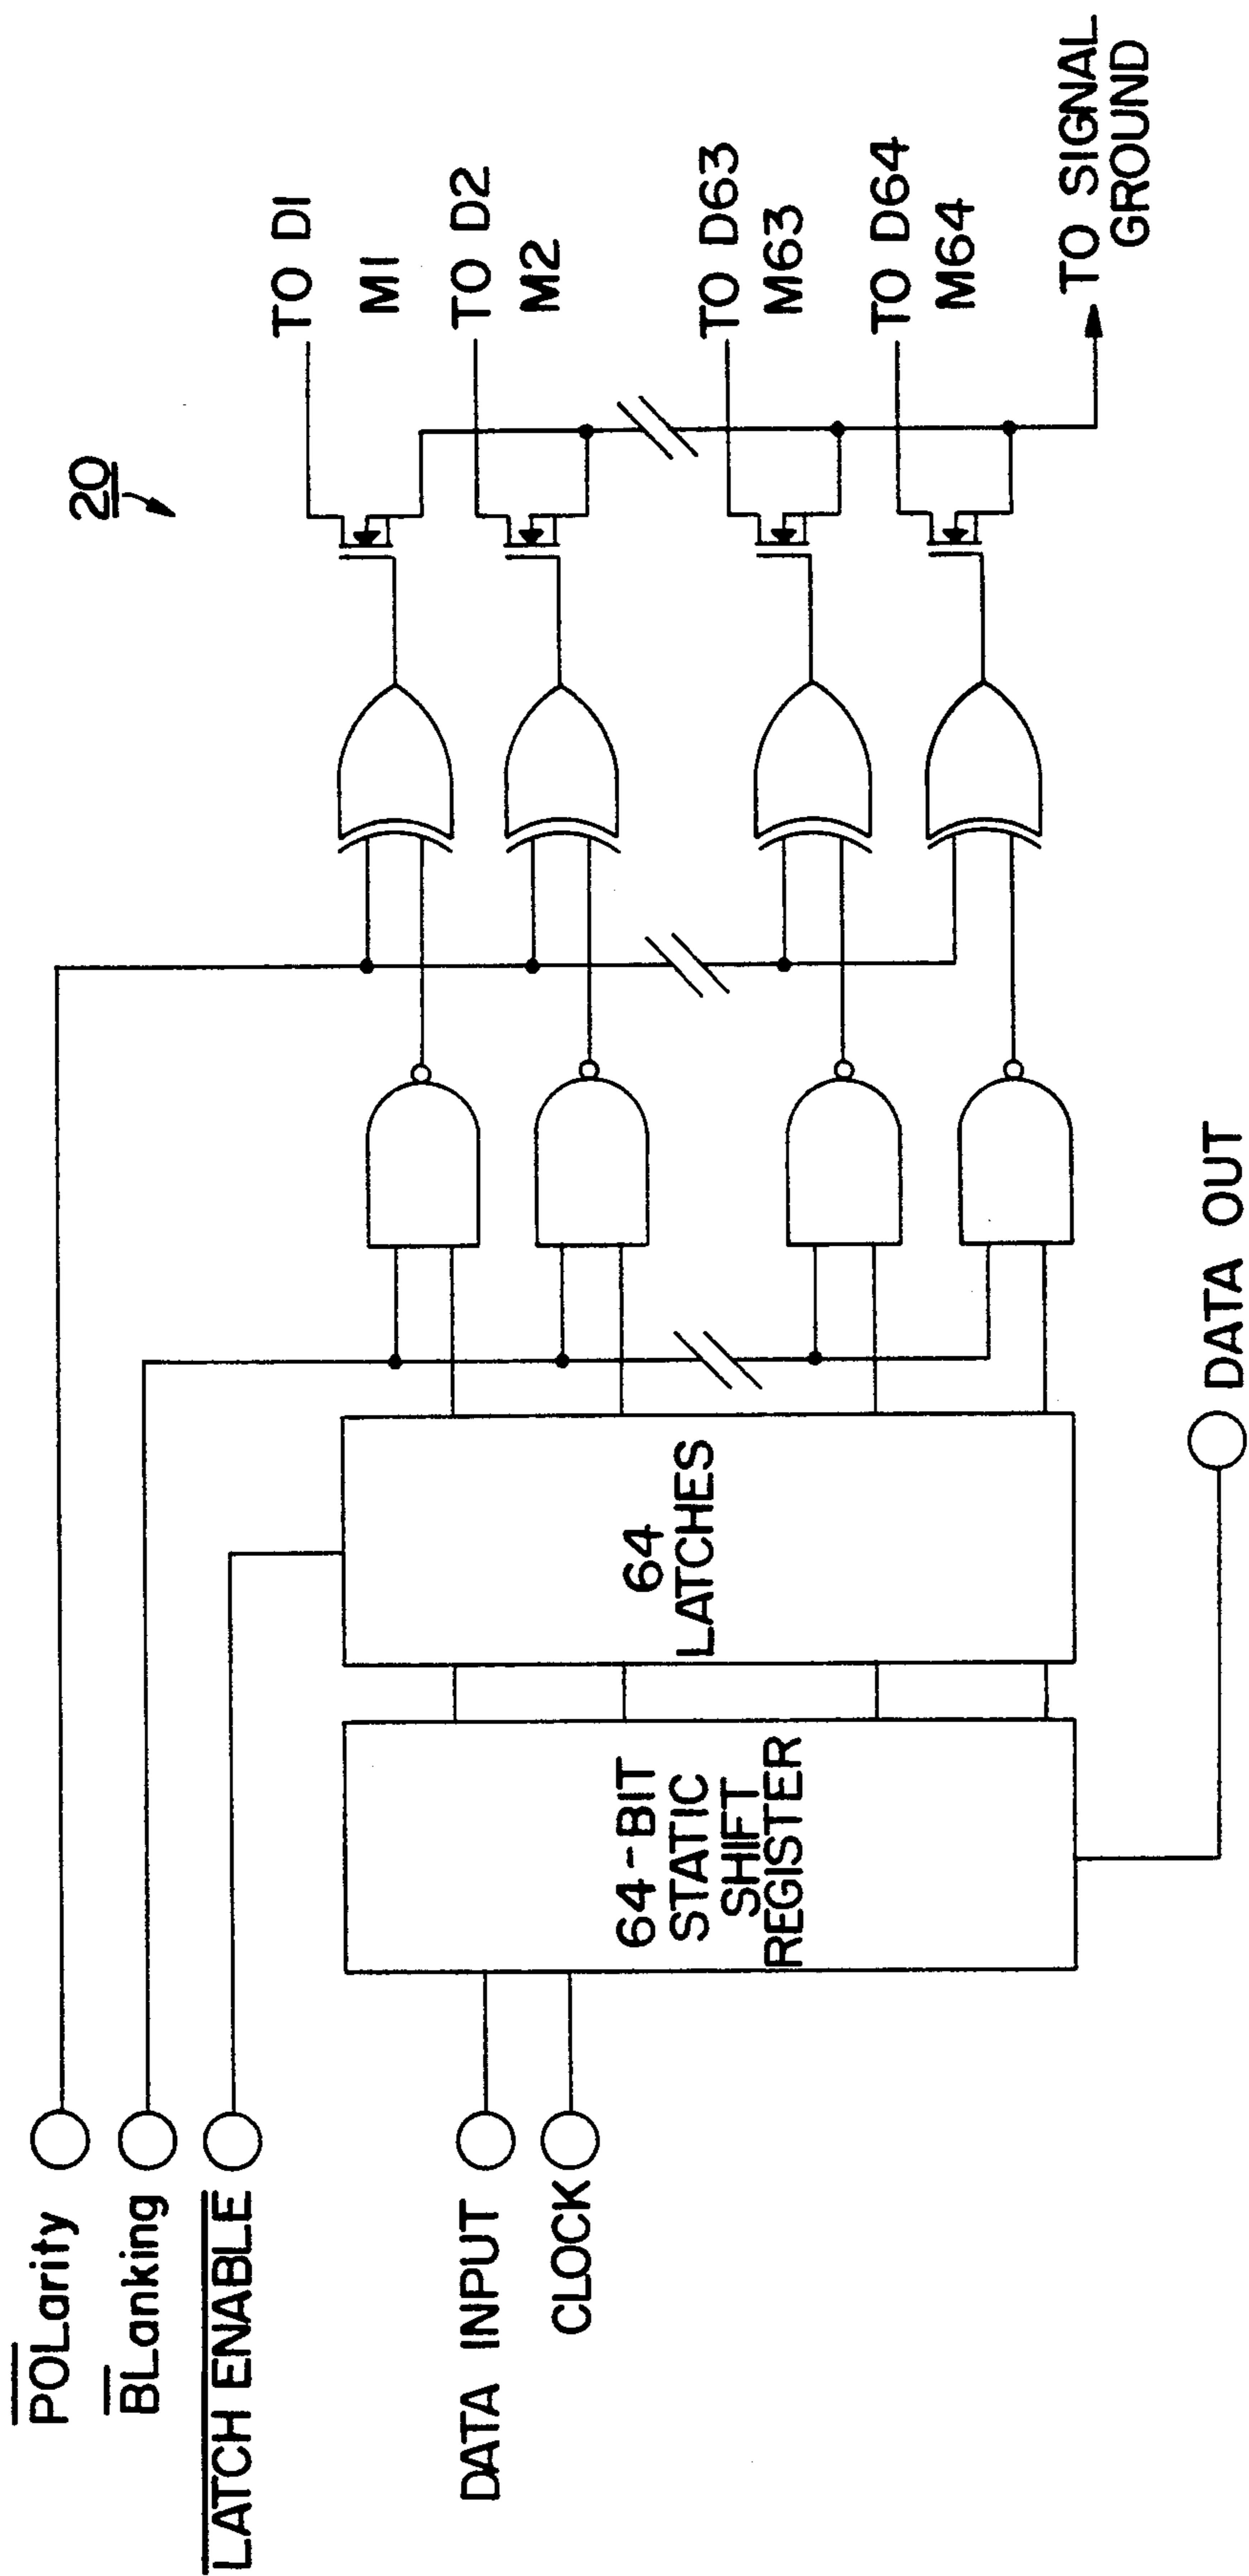 20
POLarity
BLanking
LATCH ENABLE
DATA INPUT
CLOCK
64-BIT
STATIC
SHIFT
REGISTER
64
LATCHES
TO D1
M1
TO D2
M2
TO D63
M63
TO D64
M64
TO SIGNAL
GROUND
DATA OUT